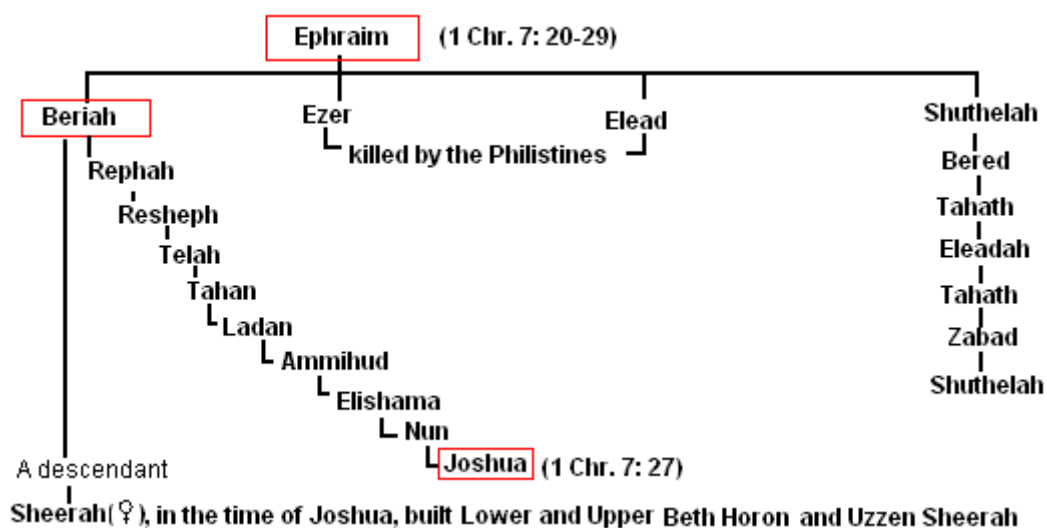 Ephraim (1 Chr. 7: 20-29)
Beriah Ezer Elead Shuthelah
killed by the Philistines
Rephah Bered
Resheph Tahath
Telah Eleadah
Tahan Tahath
Ladan Zabad
Ammihud Shuthelah
Elishama
Nun
Joshua (1 Chr. 7: 27)
A descendant
Sheerah(♀), in the time of Joshua, built Lower and Upper Beth Horon and Uzzen Sheerah